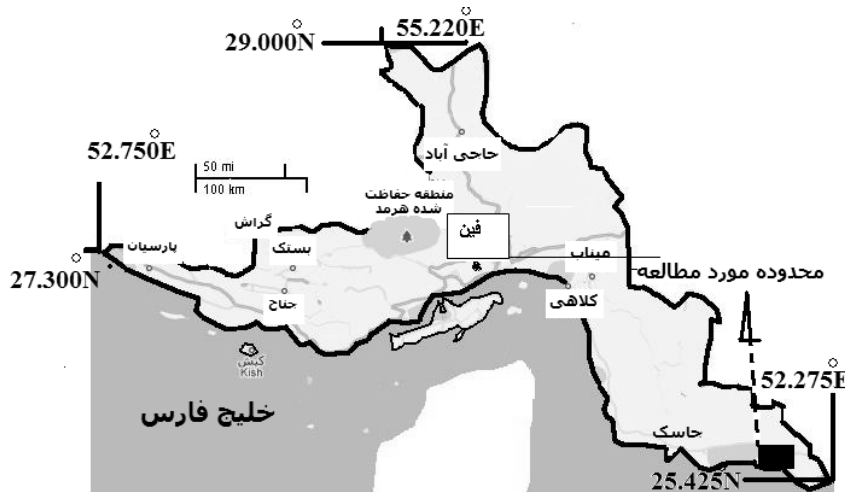 55.220E
29.000N
52.750E
حاجی آباد
50 mi
100 km
منطقه حفاظت
شده هرمد
گراش
فین
پارسیان
بستک
میناب
27.300N
محدوده مورد مطالعه
جناح
کلاهی
کیش
Kish
52.275E
خلیج فارس
جاسک
25.425N